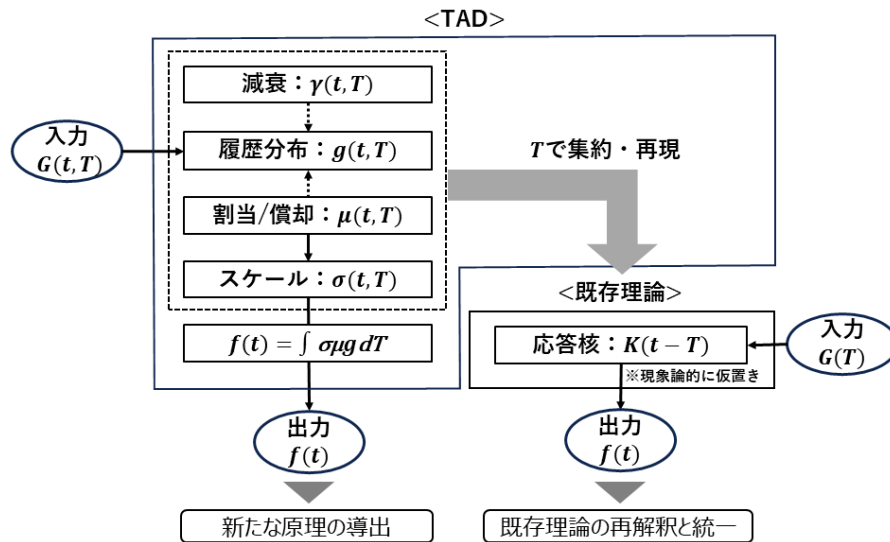 <TAD>
減衰：γ(t, T)
入力
G(t, T)
履歴分布：g(t, T)
Tで集約・再現
割当/償却：μ(t, T)
スケール：σ(t, T)
<既存理論>
f(t) = ∫ σμg dT
応答核：K(t − T)
入力
G(T)
※現象論的に仮置き
出力
f(t)
出力
f(t)
新たな原理の導出
既存理論の再解釈と統一